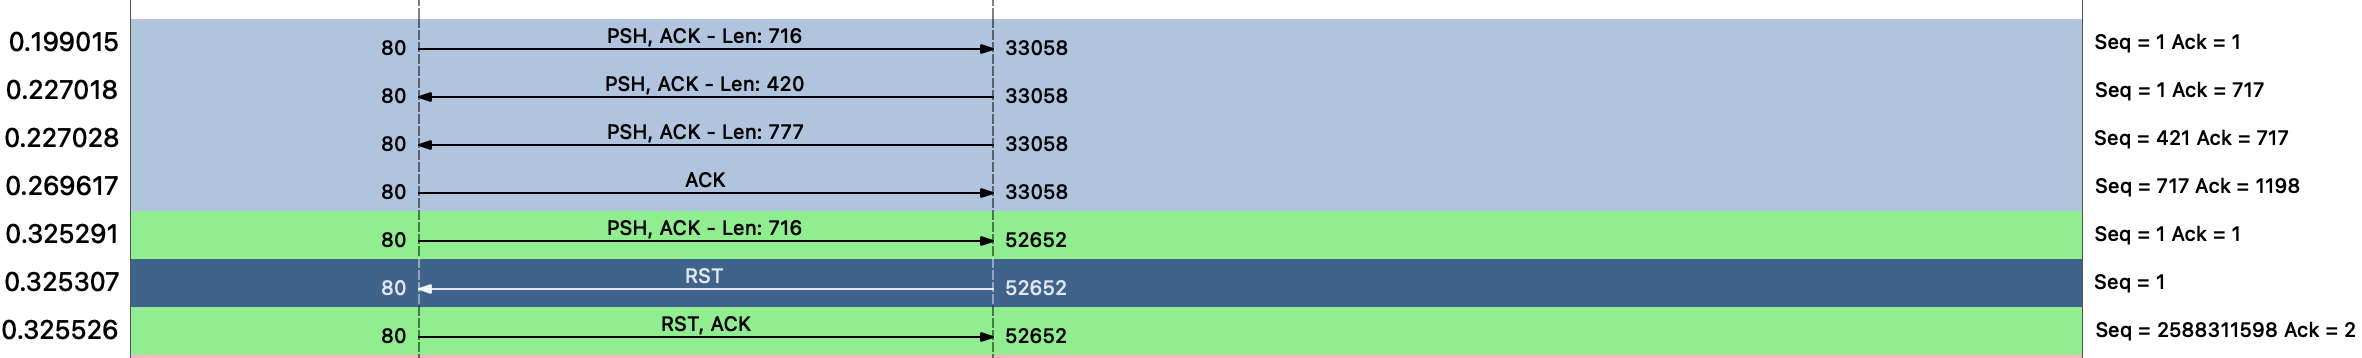 0.199015 80 PSH, ACK - Len: 716 33058 Seq = 1 Ack = 1
0.227018 80 PSH, ACK - Len: 420 33058 Seq = 1 Ack = 717
0.227028 80 PSH, ACK - Len: 777 33058 Seq = 421 Ack = 717
0.269617 80 ACK 33058 Seq = 717 Ack = 1198
0.325291 80 PSH, ACK - Len: 716 52652 Seq = 1 Ack = 1
0.325307 80 RST 52652 Seq = 1
0.325526 80 RST, ACK 52652 Seq = 2588311598 Ack = 2